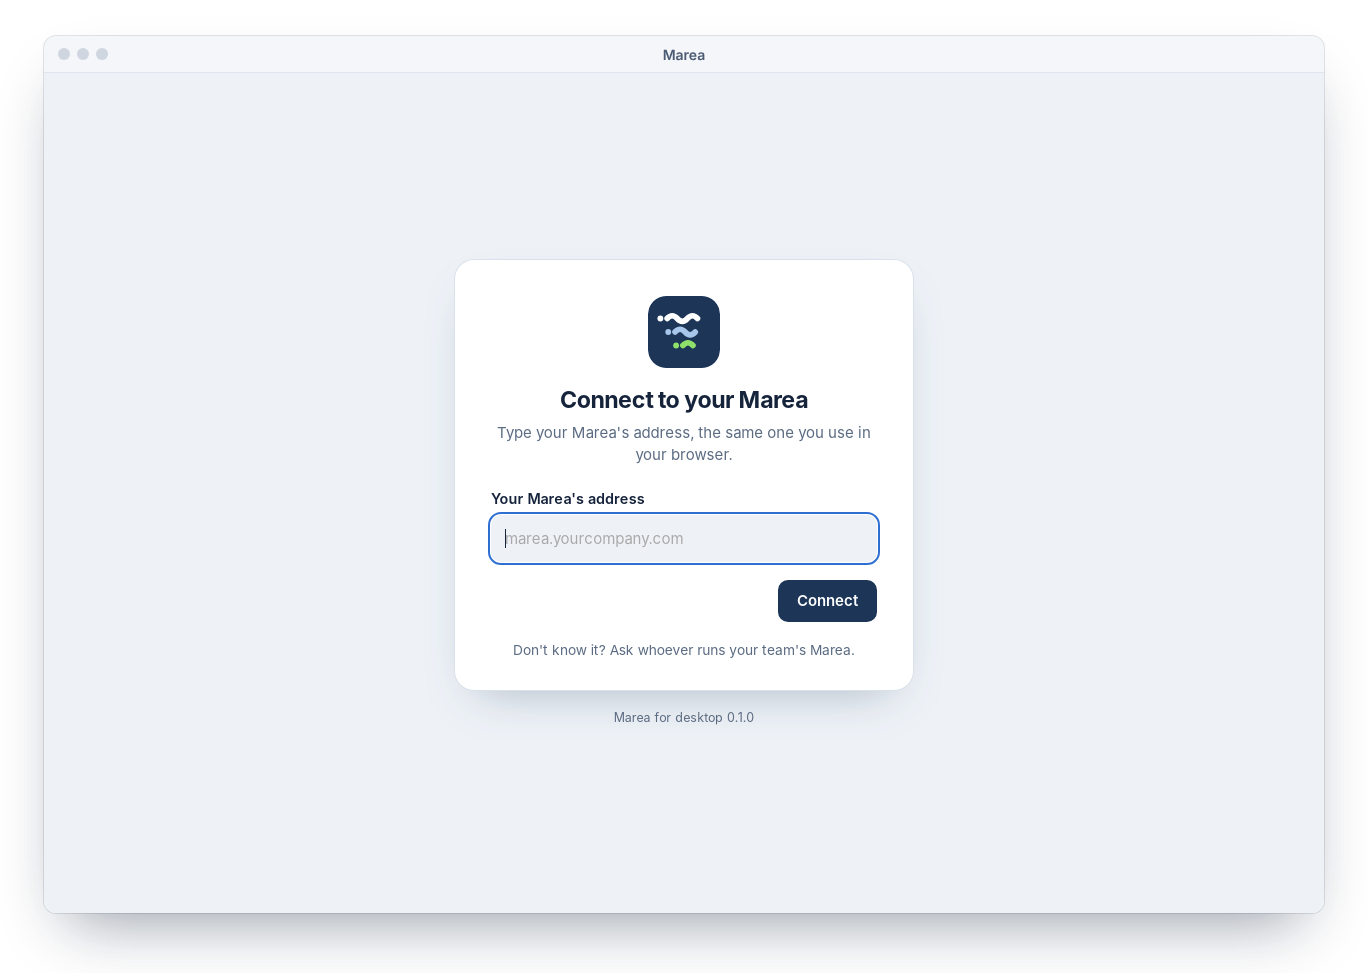 Marea
Connect to your Marea
Type your Marea's address, the same one you use in
your browser.
Your Marea's address
marea.yourcompany.com
Connect
Don't know it? Ask whoever runs your team's Marea.
Marea for desktop 0.1.0